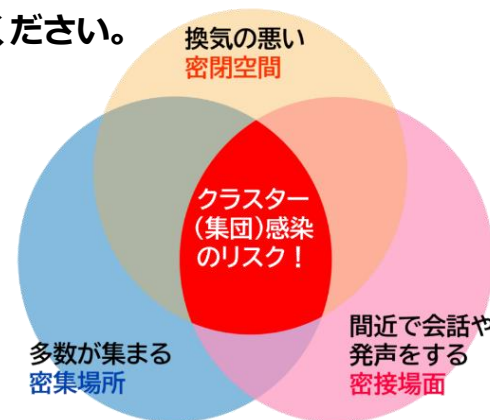 ください。
換気の悪い
密閉空間
クラスター
（集団）感染
のリスク！
多数が集まる
密集場所
間近で会話や
発声をする
密接場面